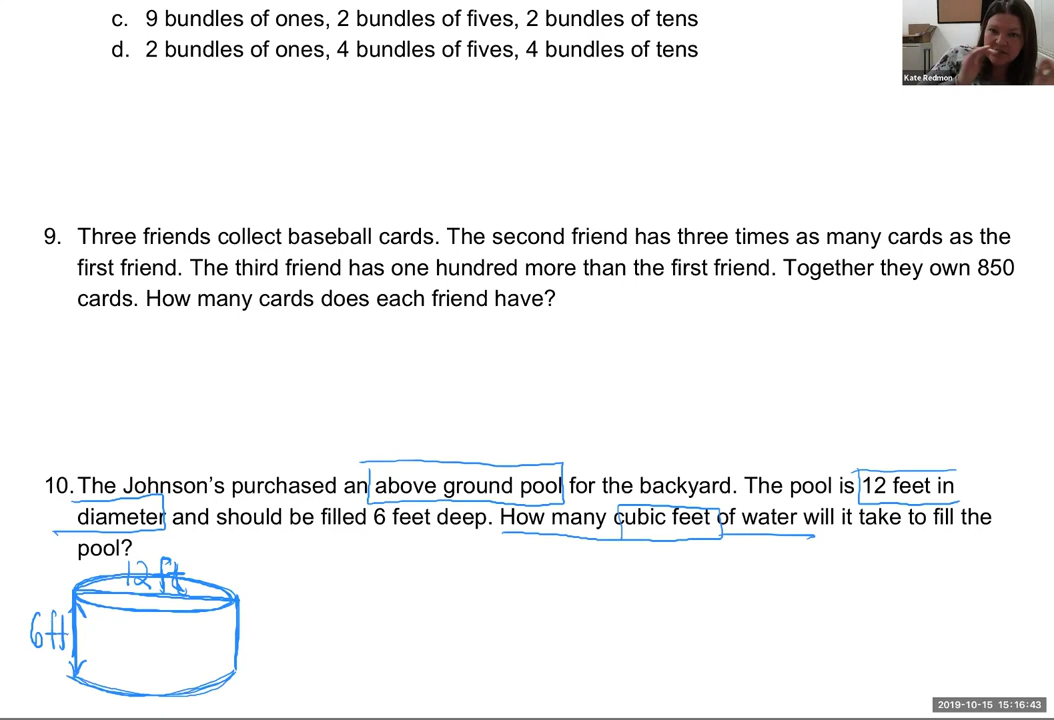 c. 9 bundles of ones, 2 bundles of fives, 2 bundles of tens
d. 2 bundles of ones, 4 bundles of fives, 4 bundles of tens
Kate Redmon
9. Three friends collect baseball cards. The second friend has three times as many cards as the
first friend. The third friend has one hundred more than the first friend. Together they own 850
cards. How many cards does each friend have?
10. The Johnson's purchased an above ground pool for the backyard. The pool is 12 feet in
diameter and should be filled 6 feet deep. How many cubic feet of water will it take to fill the
pool?
12 ft
6 ft
2019-10-15 15:16:43